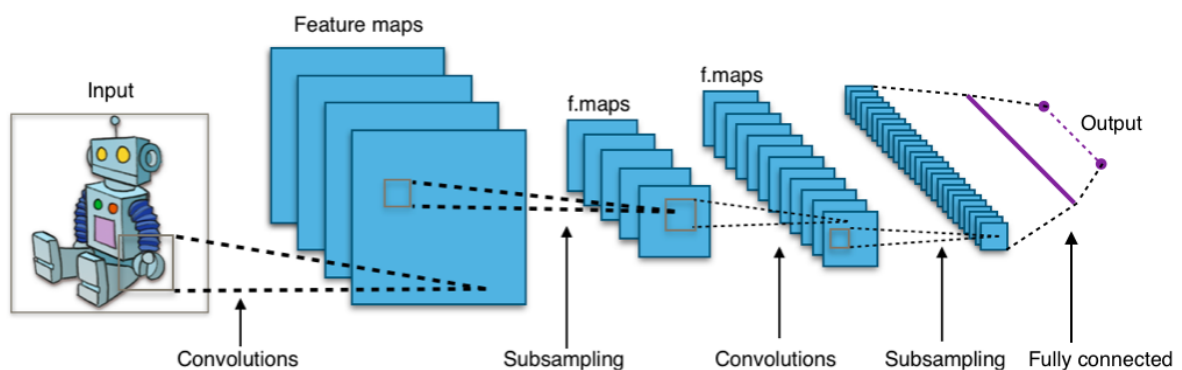 Feature maps
f.maps
f.maps
Input
Output
Convolutions
Subsampling
Convolutions
Subsampling
Fully connected